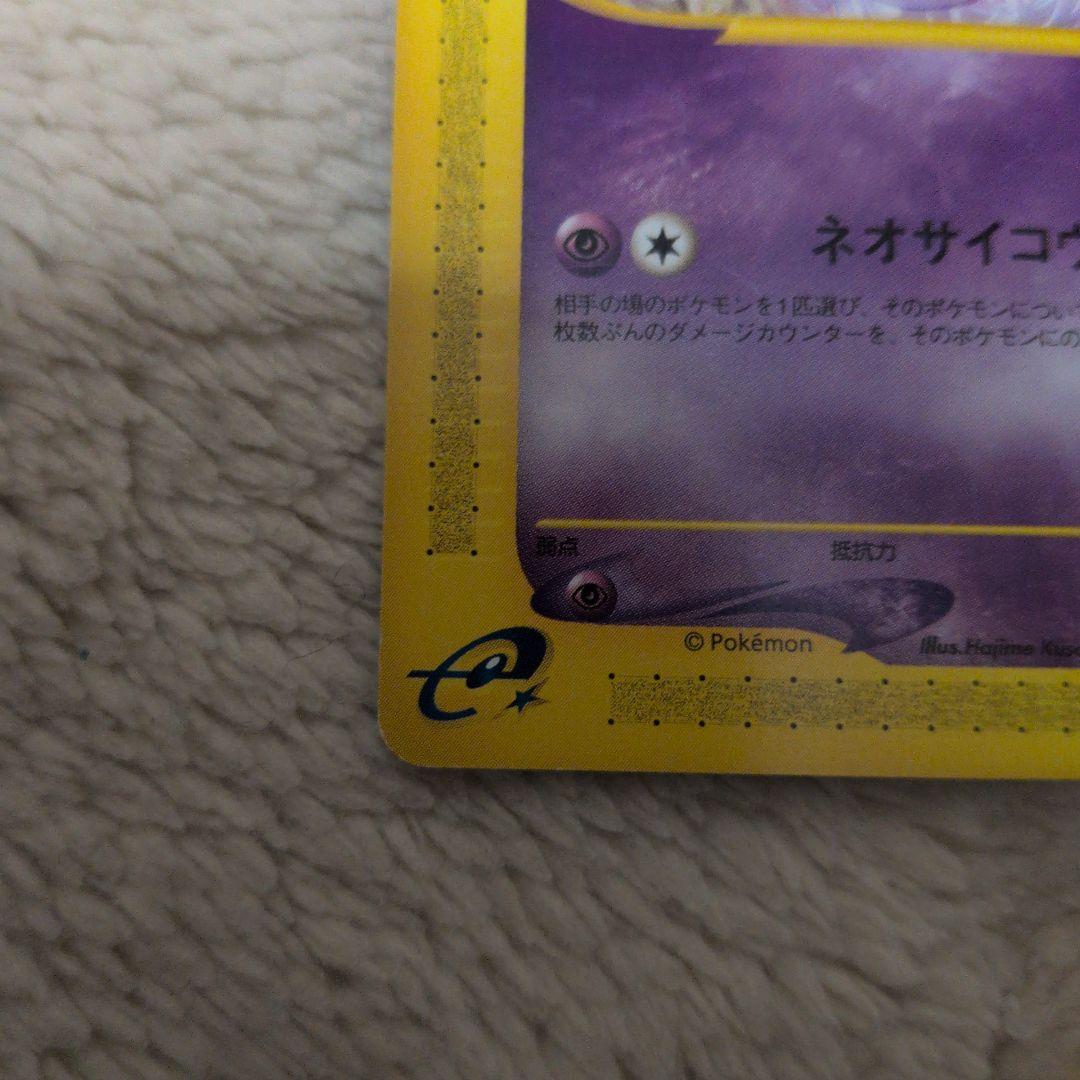 ネオサイコウ
相手の場のポケモンを1匹選び、そのポケモンについ
枚数ぶんのダメージカウンターを、そのポケモンにの
弱点
抵抗力
© Pokémon
Illus. Hajime Kus